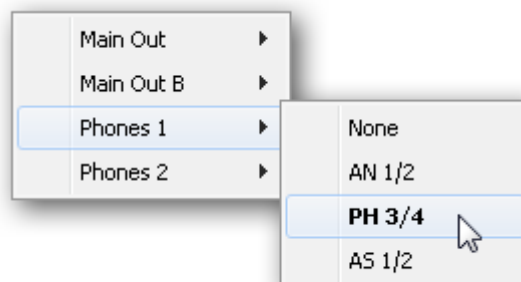 Main Out
Main Out B
Phones 1
Phones 2
None
AN 1/2
PH 3/4
AS 1/2